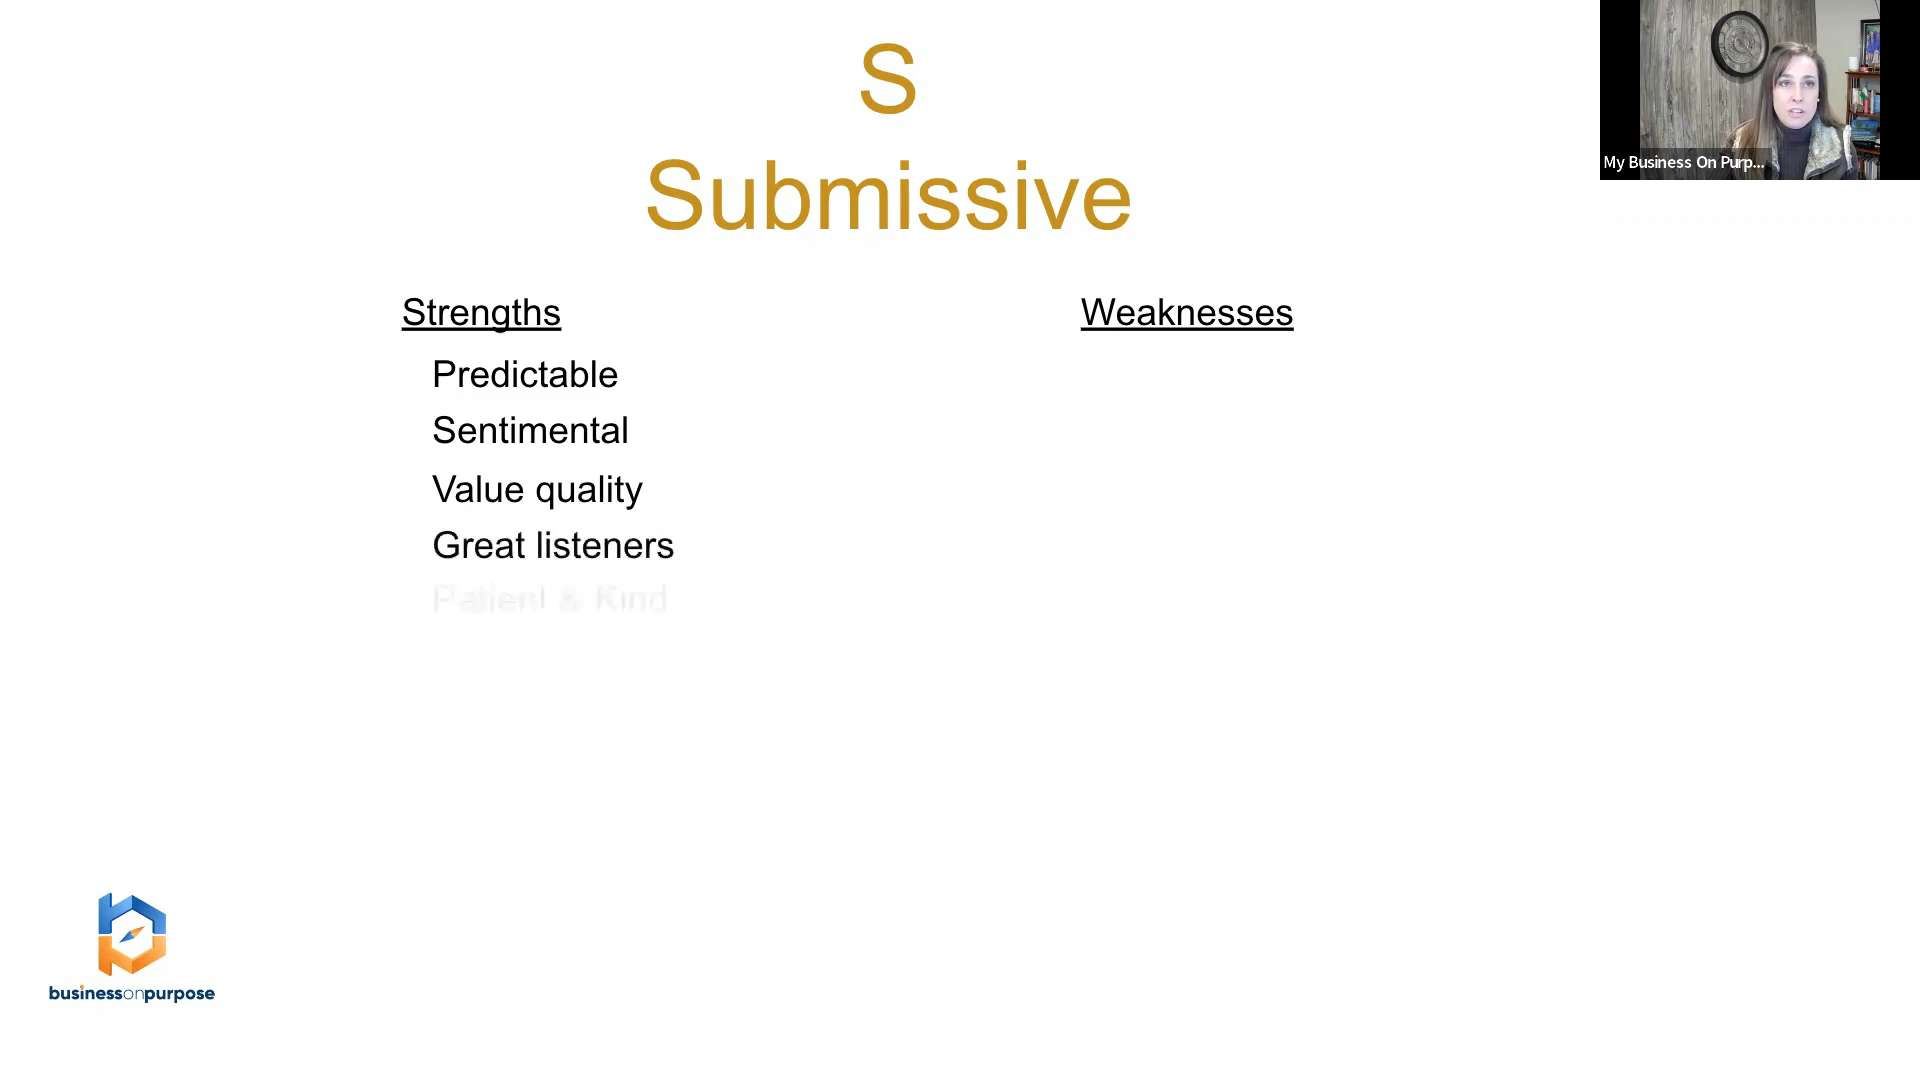 S
Submissive
My Business On Purp...
Strengths
Weaknesses
Predictable
Sentimental
Value quality
Great listeners
Patient & Kind
businessonpurpose